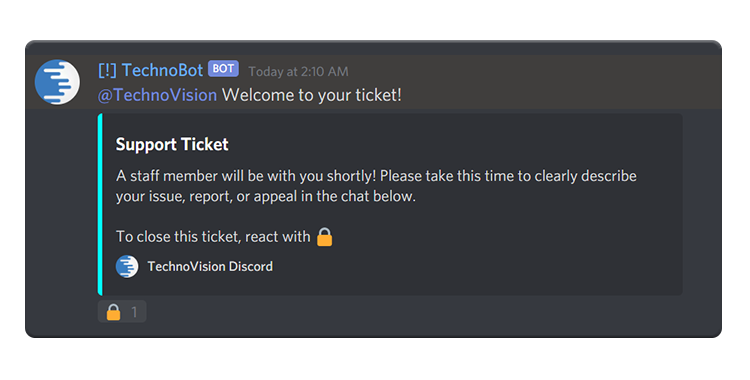 [!] TechnoBot BOT Today at 2:10 AM
@TechnoVision Welcome to your ticket!
Support Ticket
A staff member will be with you shortly! Please take this time to clearly describe
your issue, report, or appeal in the chat below.
To close this ticket, react with 🔒
TechnoVision Discord
🔒 1